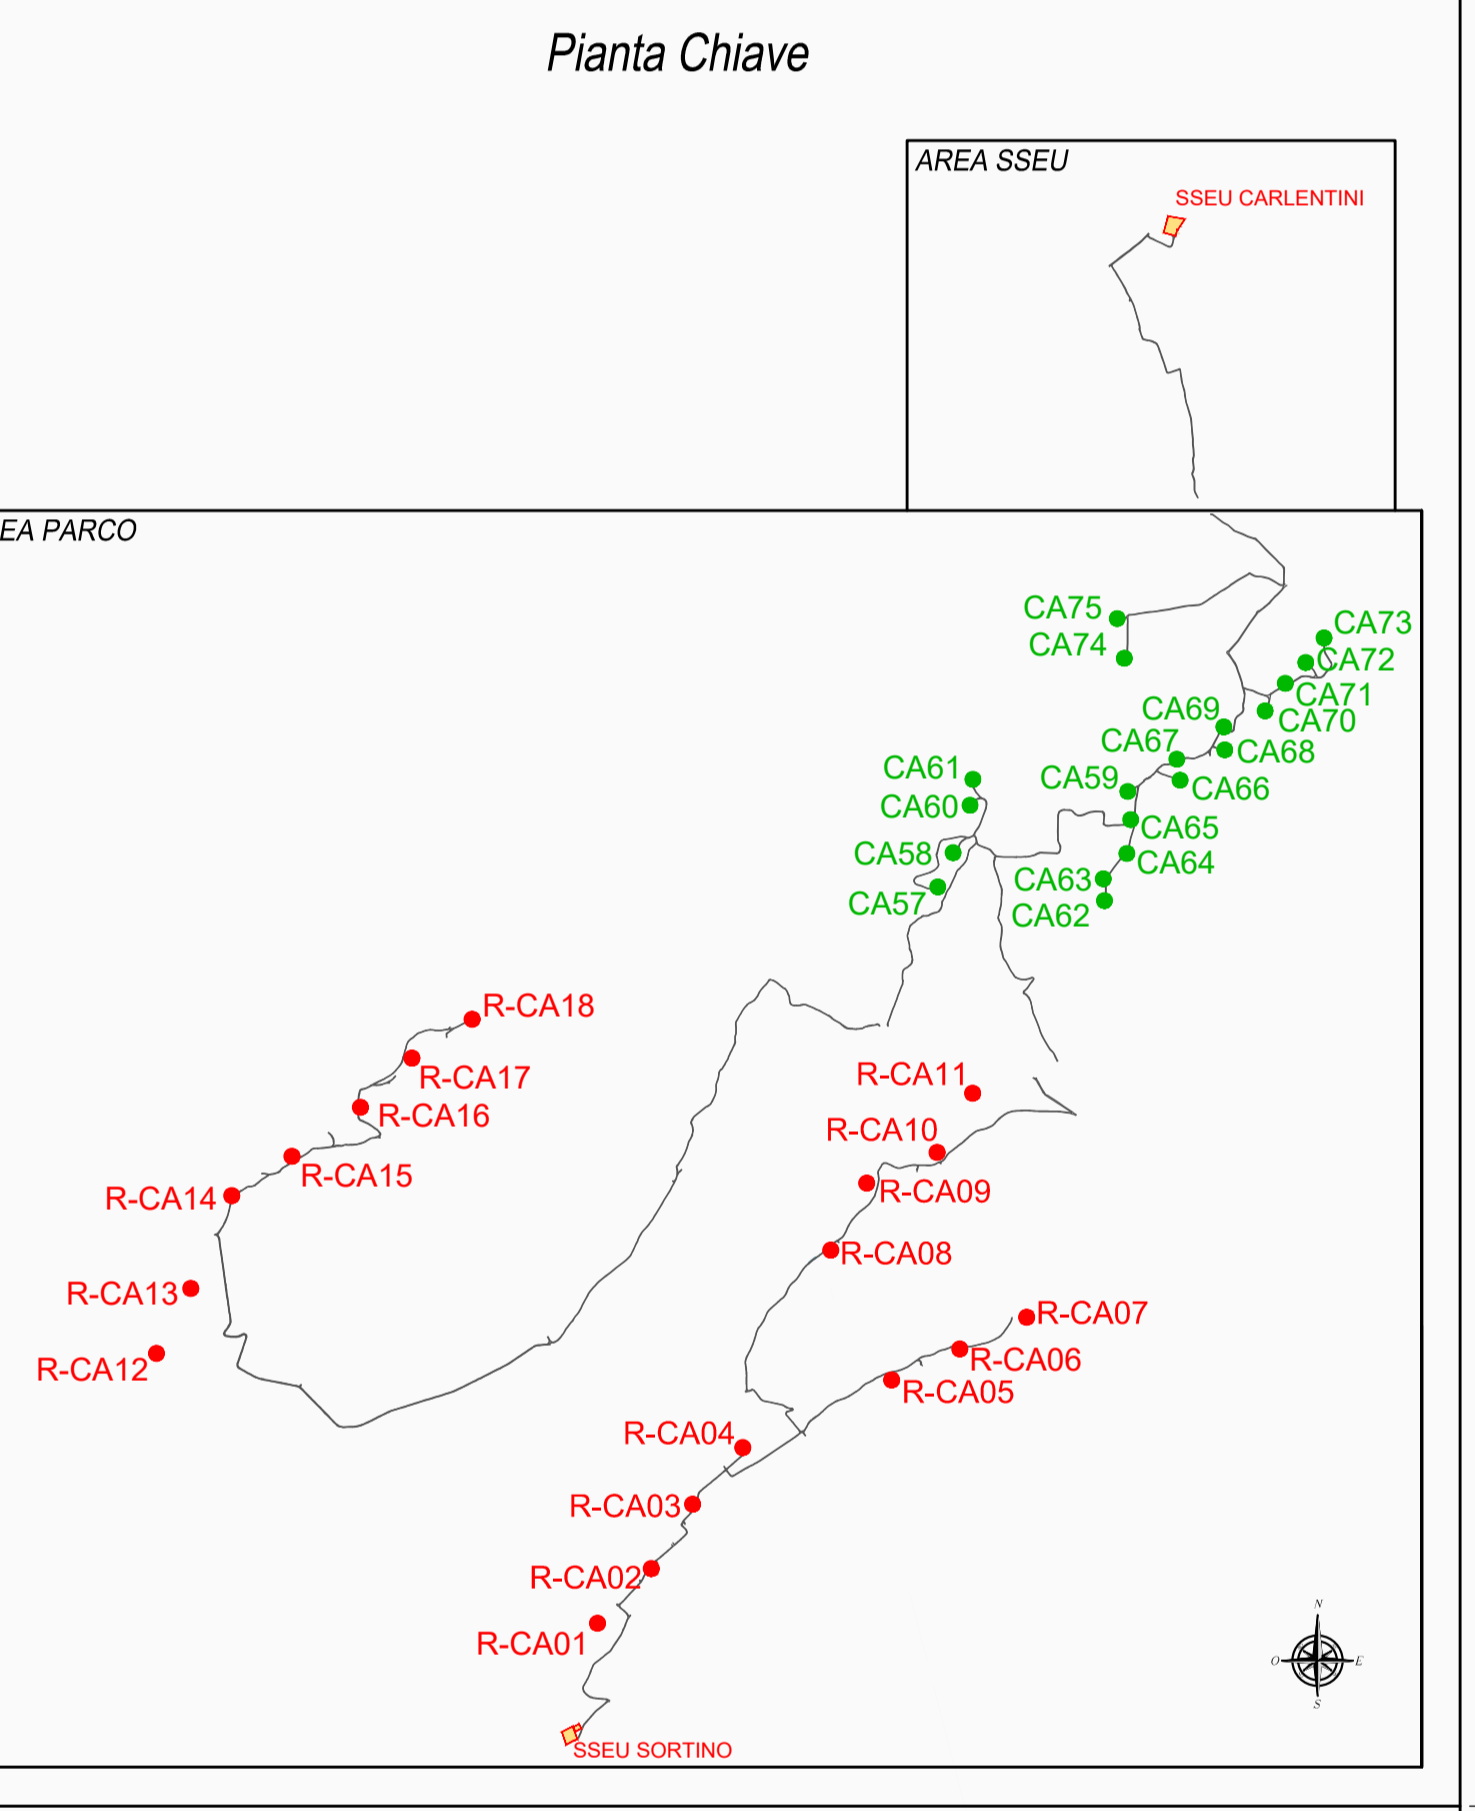 Pianta Chiave
AREA SSEU
SSEU CARLENTINI
EA PARCO
CA75
CA73
CA74
CA72
CA71
CA69
CA70
CA67
CA68
CA61
CA59
CA66
CA60
CA65
CA58
CA64
CA63
CA57
CA62
R-CA18
R-CA17
R-CA11
R-CA16
R-CA10
R-CA15
R-CA14
R-CA09
R-CA08
R-CA13
R-CA07
R-CA12
R-CA06
R-CA05
R-CA04
R-CA03
R-CA02
R-CA01
N
O
E
S
SSEU SORTINO